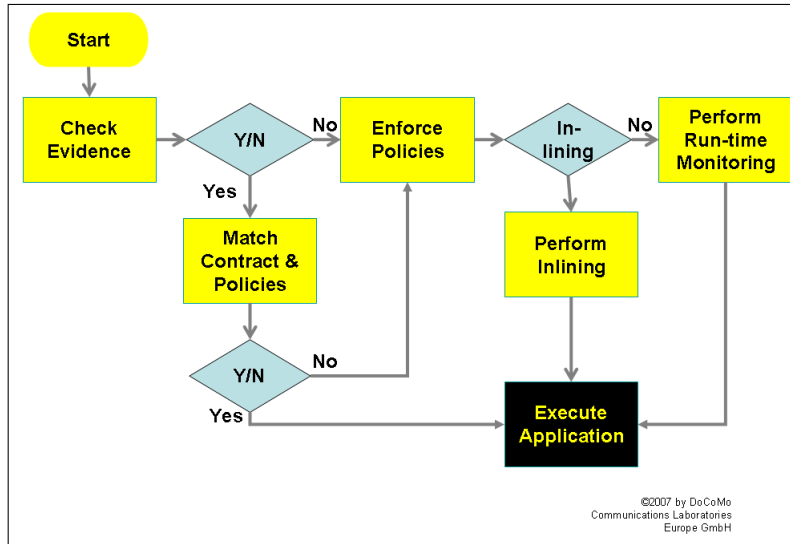 Start
Check
Evidence
Y/N
No
Enforce
Policies
In-
lining
No
Perform
Run-time
Monitoring
Yes
Match
Contract &
Policies
Perform
Inlining
Y/N
No
Yes
Execute
Application
©2007 by DoCoMo
Communications Laboratories
Europe GmbH